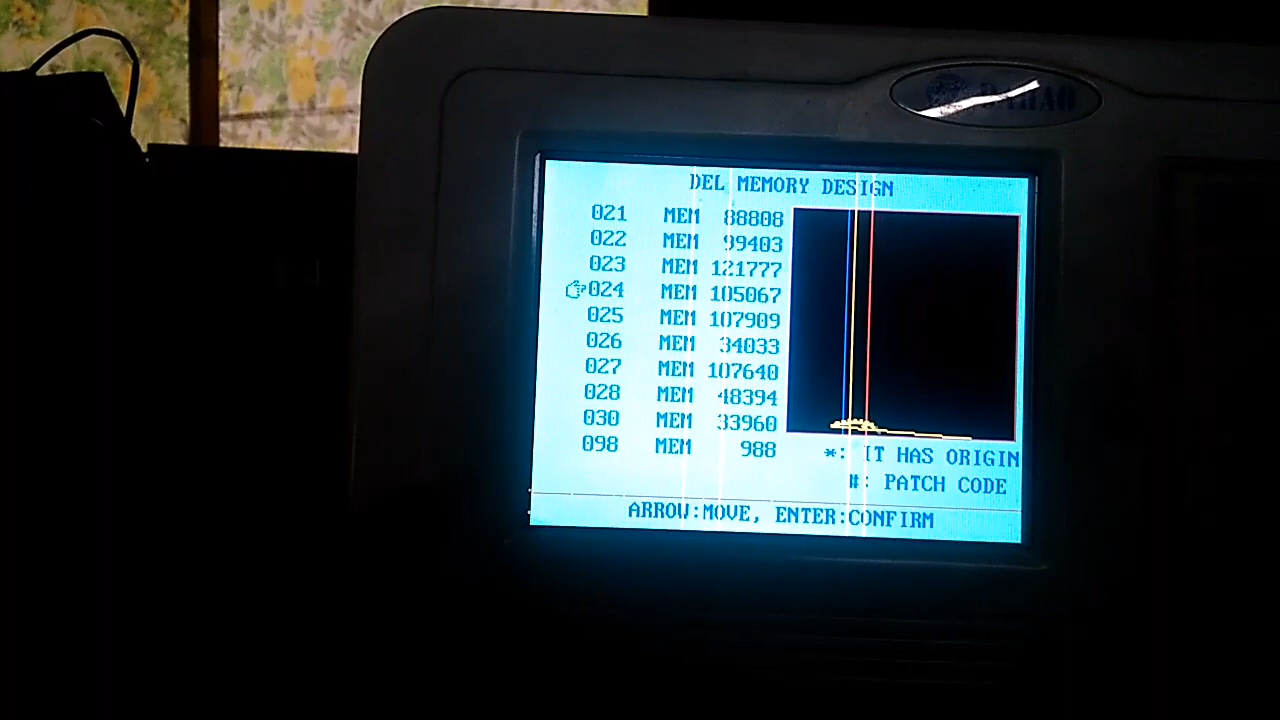 DAHAO
DEL MEMORY DESIGN
021 MEM 88808
022 MEM 99403
023 MEM 121777
024 MEM 105067
025 MEM 107909
026 MEM 34033
027 MEM 107640
028 MEM 48394
030 MEM 33960
098 MEM 988
*: IT HAS ORIGIN
#: PATCH CODE
ARROW:MOVE, ENTER:CONFIRM